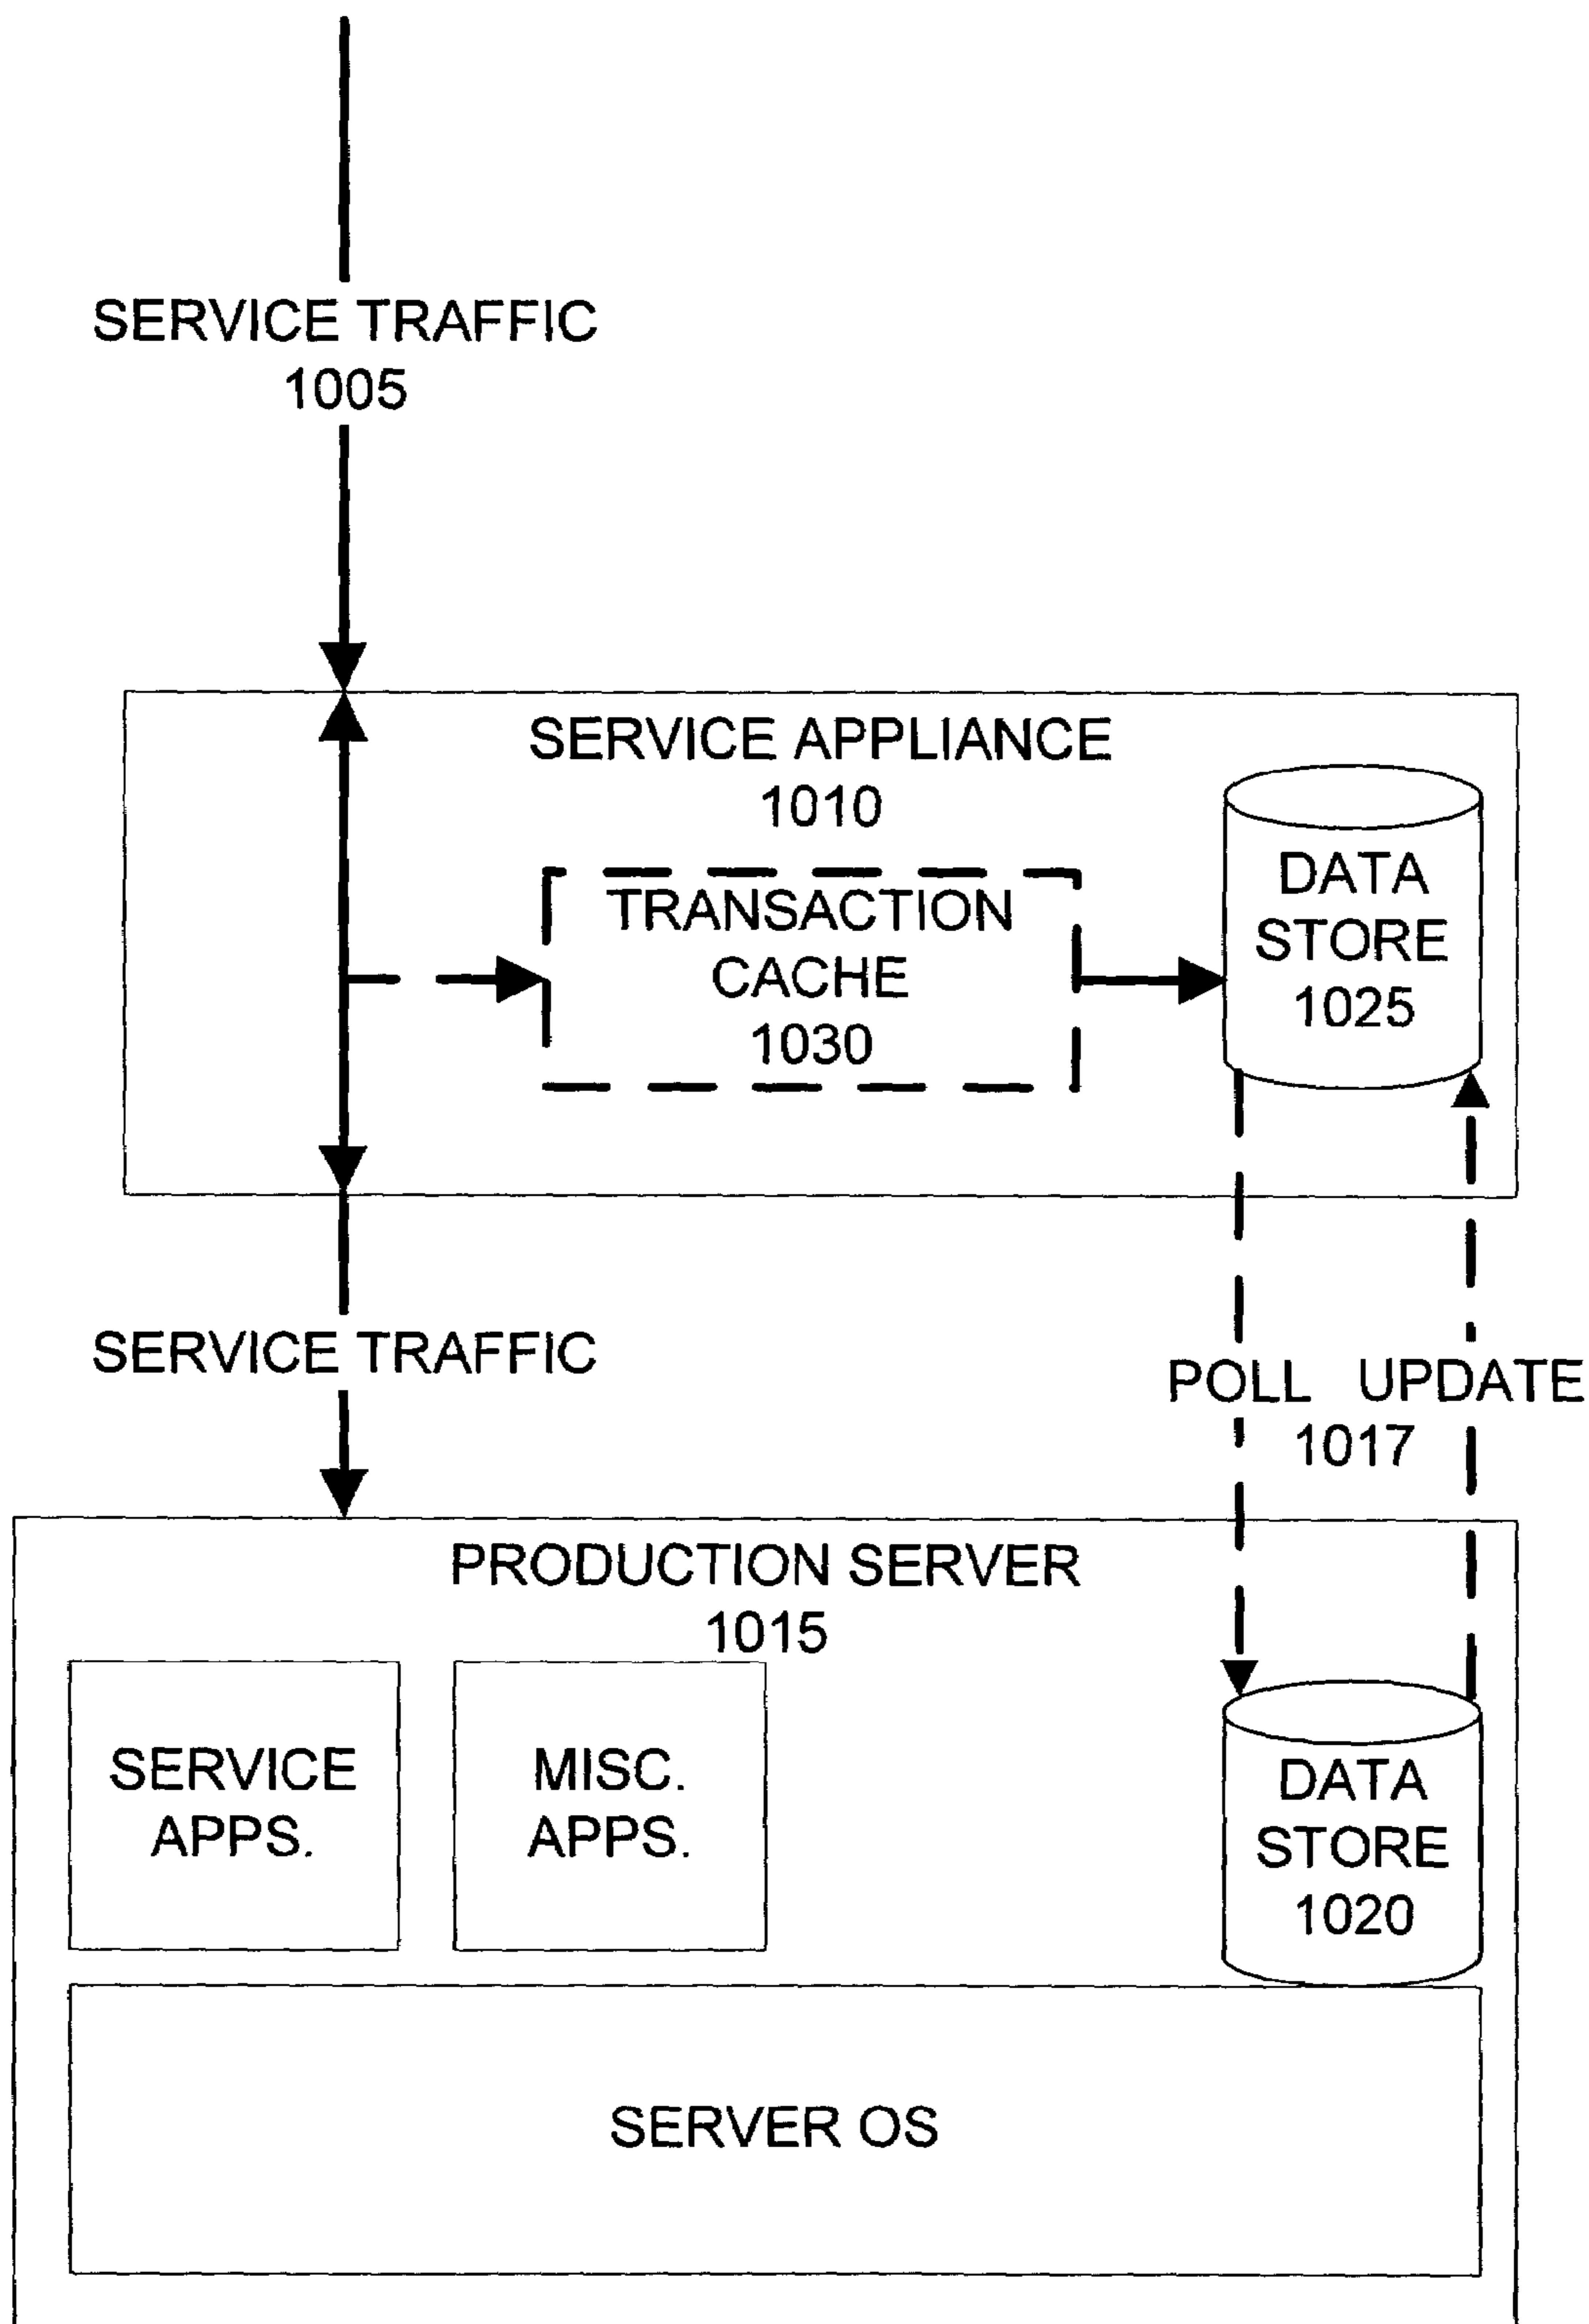 SERVICE TRAFFIC
1005
SERVICE APPLIANCE
1010
TRANSACTION
CACHE
1030
DATA
STORE
1025
SERVICE TRAFFIC
POLL UPDATE
1017
PRODUCTION SERVER
1015
SERVICE
APPS.
MISC.
APPS.
DATA
STORE
1020
SERVER OS